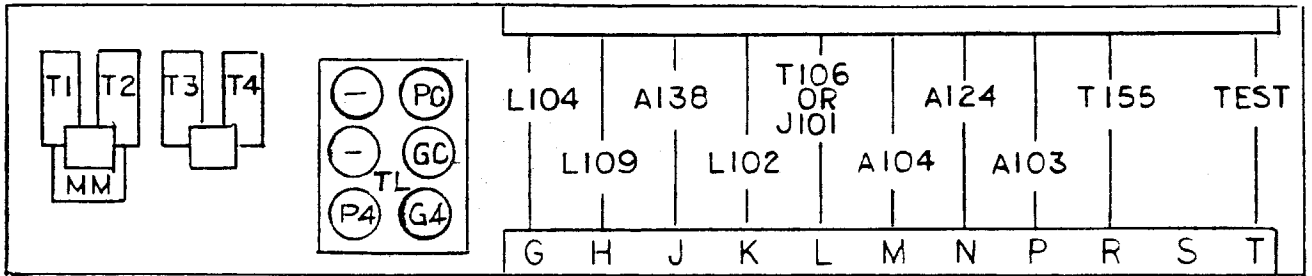 T1 T2 T3 T4
MM
— PC
— GC
TL
P4 G4
L104 A138 T106 OR J101 A124 T155 TEST
L109 L102 A104 A103
G H J K L M N P R S T